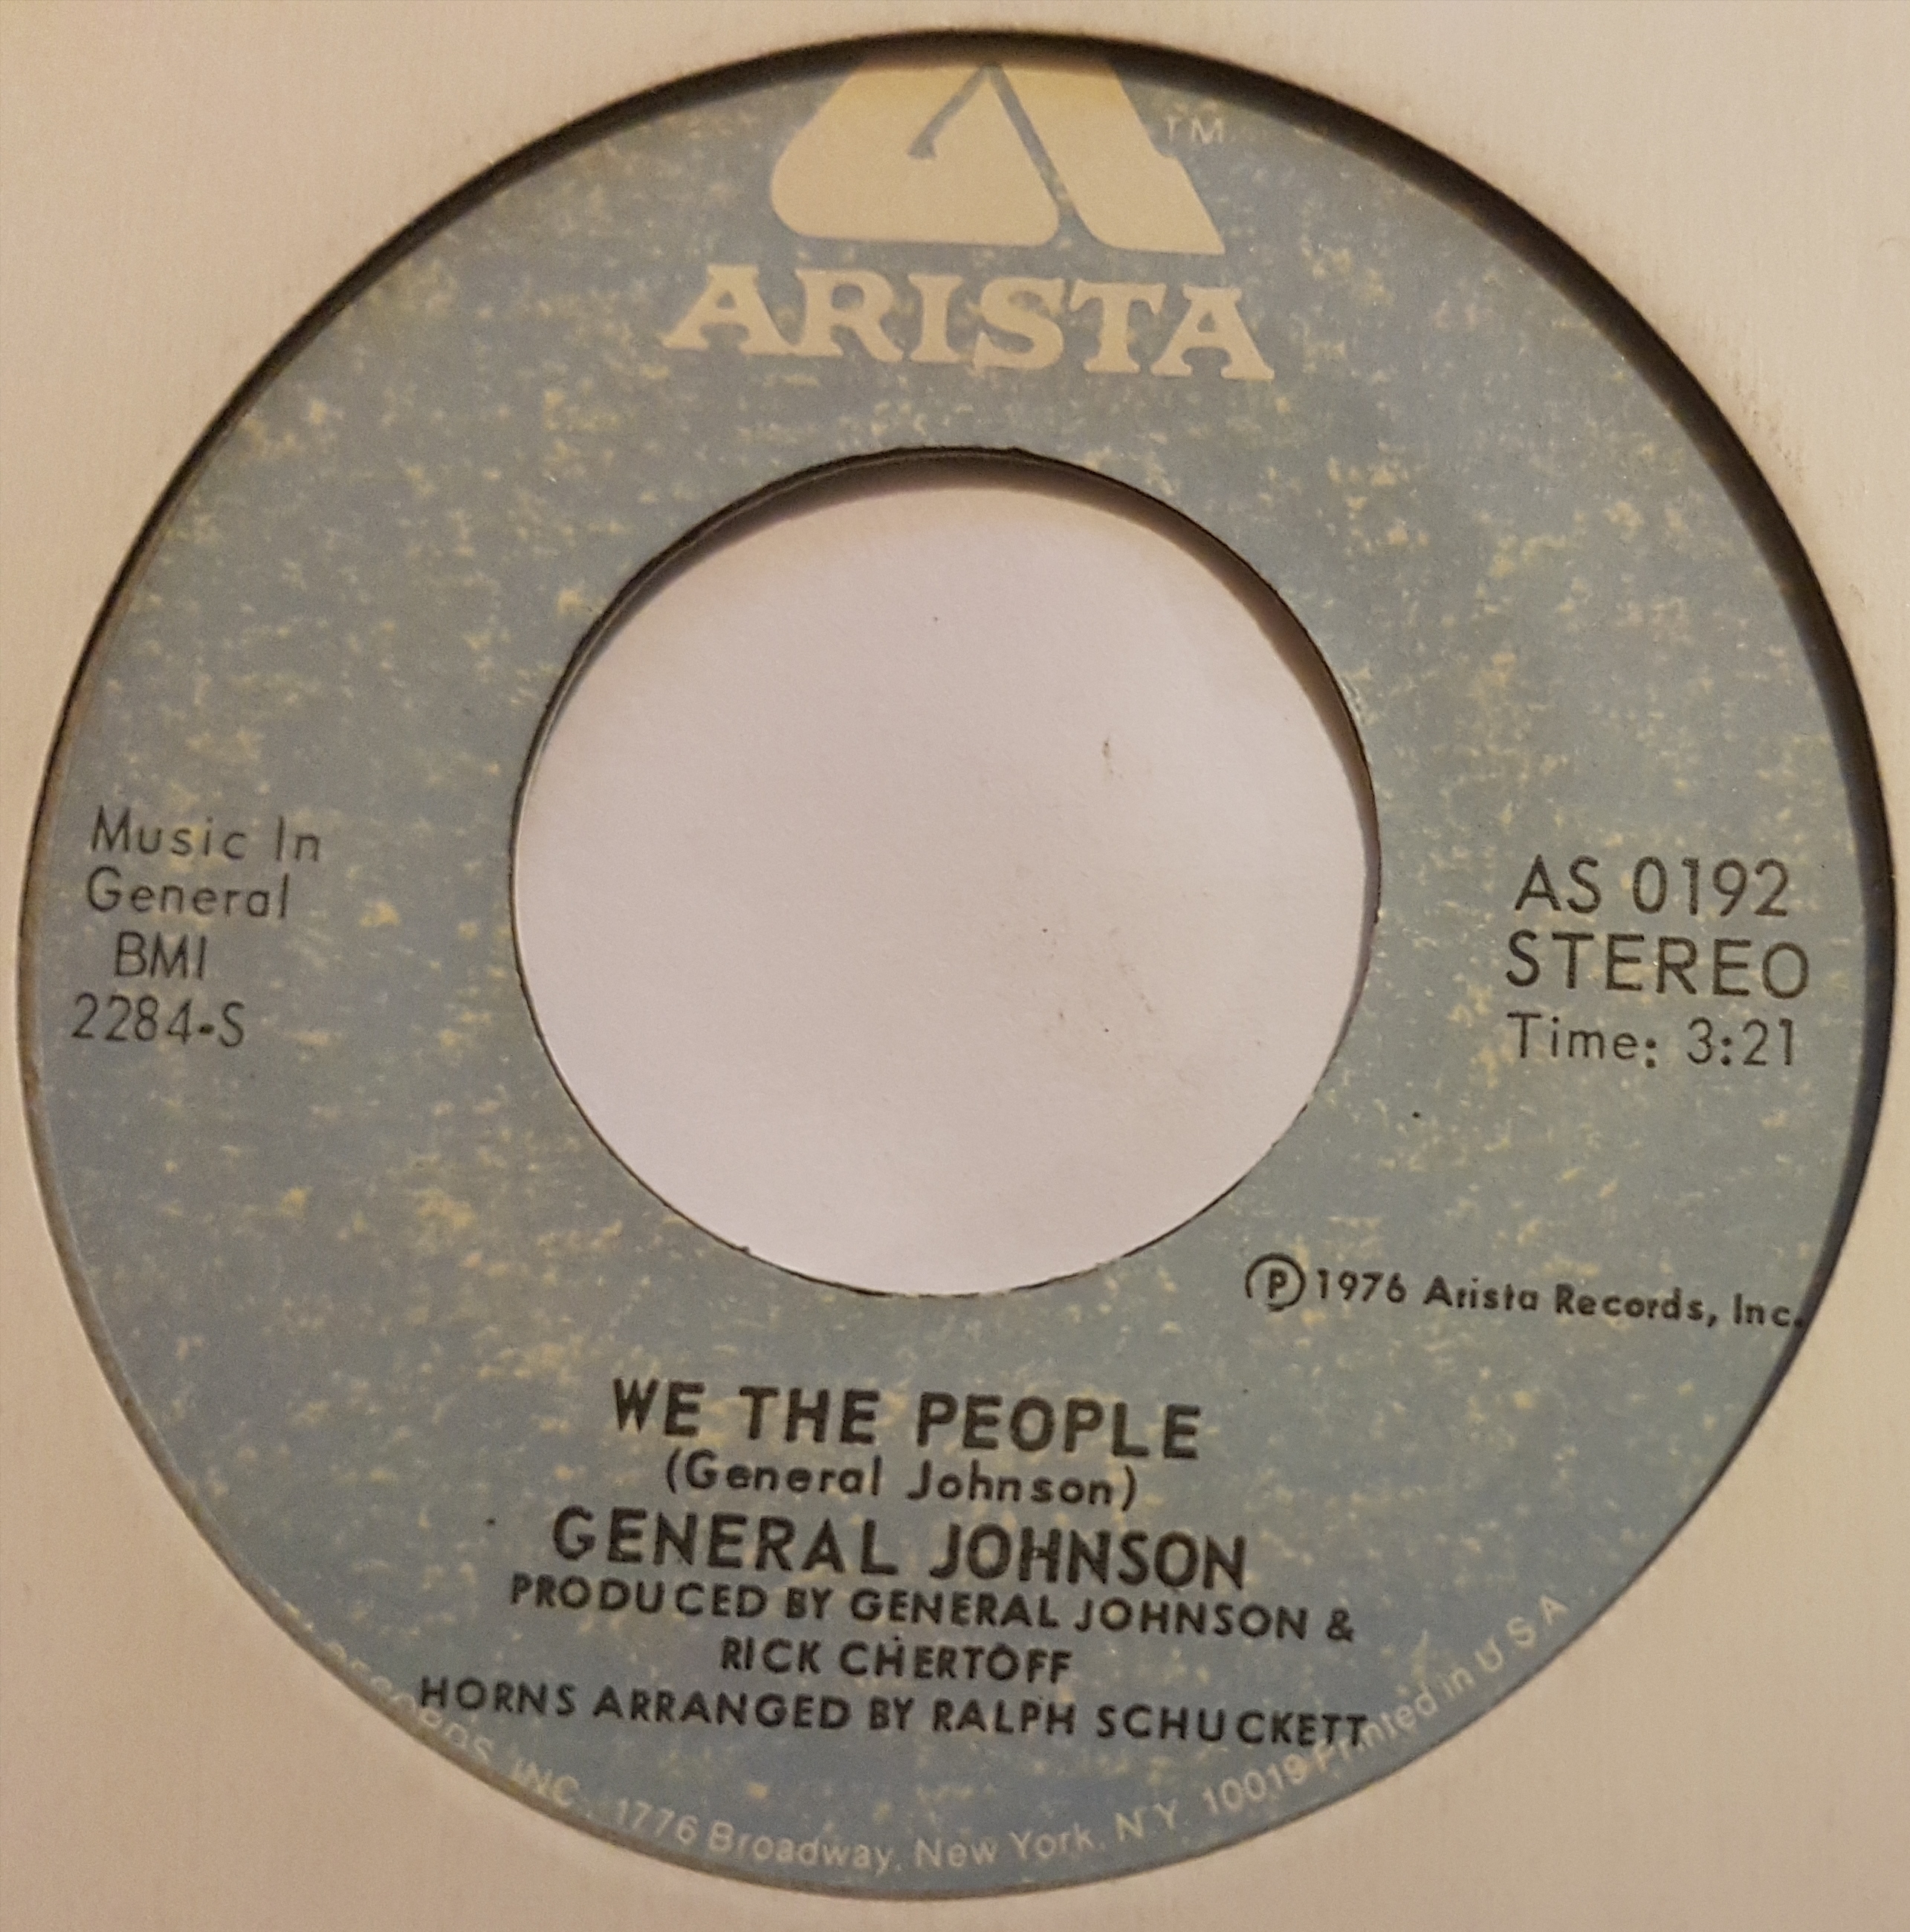 TM
ARISTA
Music In
General
BMI
2284-S
AS 0192
STEREO
Time: 3:21
Ⓟ1976 Arista Records, Inc.
WE THE PEOPLE
(General Johnson)
GENERAL JOHNSON
PRODUCED BY GENERAL JOHNSON &
RICK CHERTOFF
HORNS ARRANGED BY RALPH SCHUCKETT
RECORDS, INC., 1776 Broadway, New York, N.Y. 10019 Printed in U.S.A